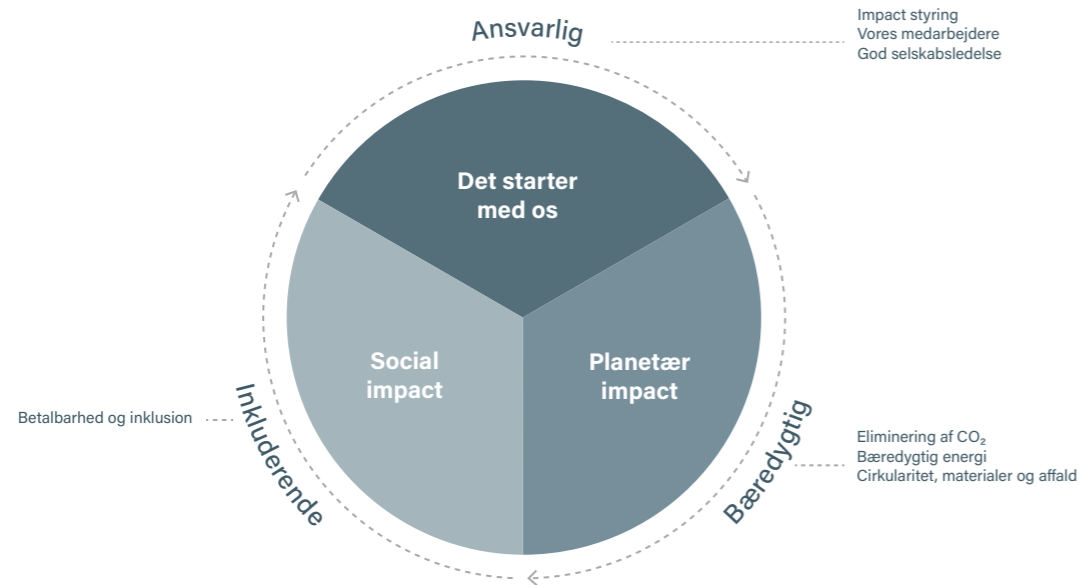 Ansvarlig
Impact styring
Vores medarbejdere
God selskabsledelse
Det starter
med os
Social
impact
Planetær
impact
Inkluderende
Betalbarhed og inklusion
Bæredygtig
Eliminering af CO₂
Bæredygtig energi
Cirkularitet, materialer og affald